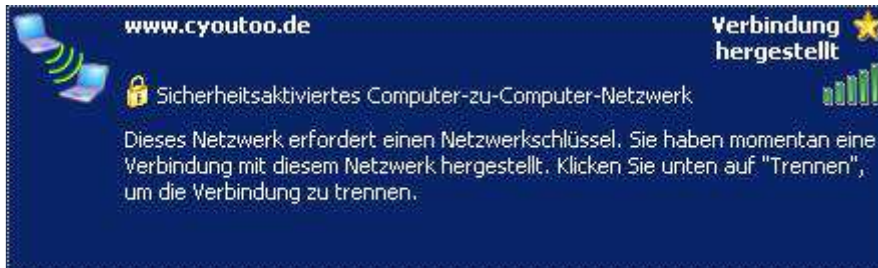 www.cyoutoo.de
Verbindung
hergestellt
Sicherheitsaktiviertes Computer-zu-Computer-Netzwerk
Dieses Netzwerk erfordert einen Netzwerkschlüssel. Sie haben momentan eine
Verbindung mit diesem Netzwerk hergestellt. Klicken Sie unten auf "Trennen",
um die Verbindung zu trennen.